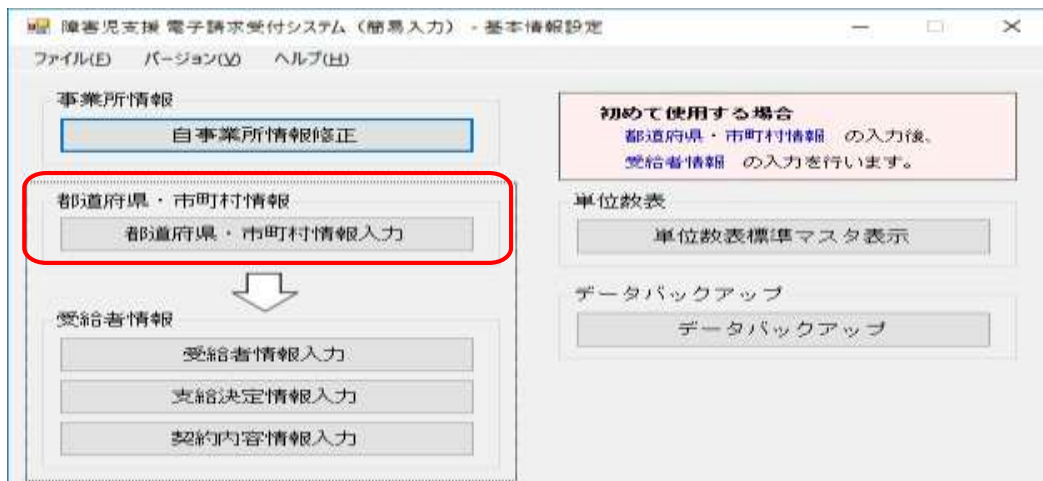 障害児支援 電子請求受付システム（簡易入力） - 基本情報設定
ファイル(F) バージョン(V) ヘルプ(H)
事業所情報
自事業所情報修正
初めて使用する場合
都道府県・市町村情報 の入力後、
受給者情報 の入力を行います。
都道府県・市町村情報
都道府県・市町村情報入力
単位数表
単位数表標準マスタ表示
データバックアップ
データバックアップ
受給者情報
受給者情報入力
支給決定情報入力
契約内容情報入力